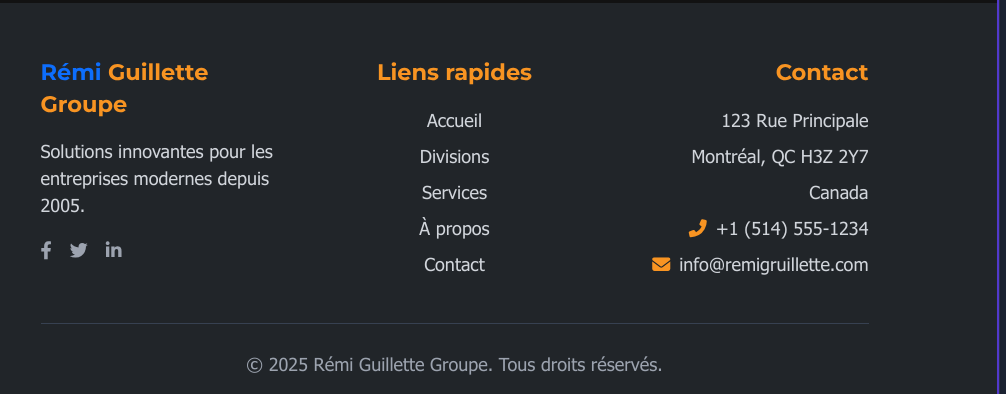 Rémi Guillette
Groupe
Solutions innovantes pour les
entreprises modernes depuis
2005.
Liens rapides
Accueil
Divisions
Services
À propos
Contact
Contact
123 Rue Principale
Montréal, QC H3Z 2Y7
Canada
+1 (514) 555-1234
info@remigruillette.com
© 2025 Rémi Guillette Groupe. Tous droits réservés.